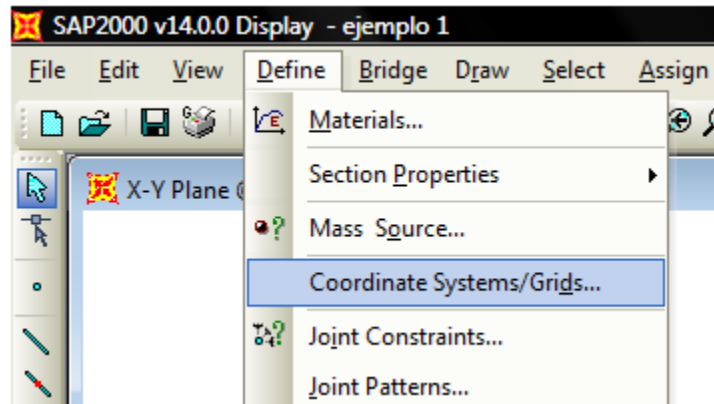 SAP2000 v14.0.0 Display - ejemplo 1
File Edit View Define Bridge Draw Select Assign
Materials...
X-Y Plane @
Section Properties
Mass Source...
Coordinate Systems/Grids...
Joint Constraints...
Joint Patterns...